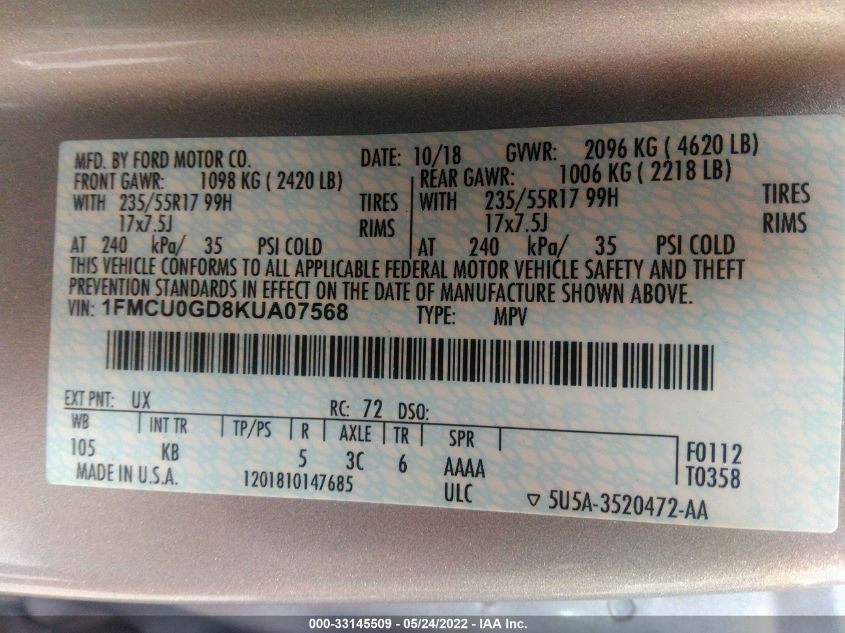 MFD. BY FORD MOTOR CO. DATE: 10/18 GVWR: 2096 KG ( 4620 LB)
FRONT GAWR: 1098 KG ( 2420 LB) REAR GAWR: 1006 KG ( 2218 LB)
WITH 235/55R17 99H TIRES WITH 235/55R17 99H TIRES
17x7.5J RIMS 17x7.5J RIMS
AT 240 kPa/ 35 PSI COLD AT 240 kPa/ 35 PSI COLD
THIS VEHICLE CONFORMS TO ALL APPLICABLE FEDERAL MOTOR VEHICLE SAFETY AND THEFT
PREVENTION STANDARDS IN EFFECT ON THE DATE OF MANUFACTURE SHOWN ABOVE.
VIN: 1FMCU0GD8KUA07568 TYPE: MPV
EXT PNT: UX RC: 72 DSO:
WB INT TR TP/PS R AXLE TR SPR
105 KB 5 3C 6 AAAA F0112
MADE IN U.S.A. 1201810147685 ULC T0358
▽ 5U5A-3520472-AA
000-33145509 - 05/24/2022 - IAA Inc.